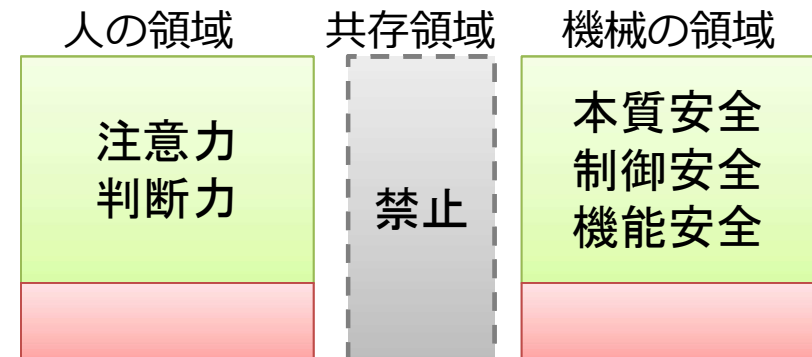 人の領域
共存領域
機械の領域
注意力
判断力
禁止
本質安全
制御安全
機能安全